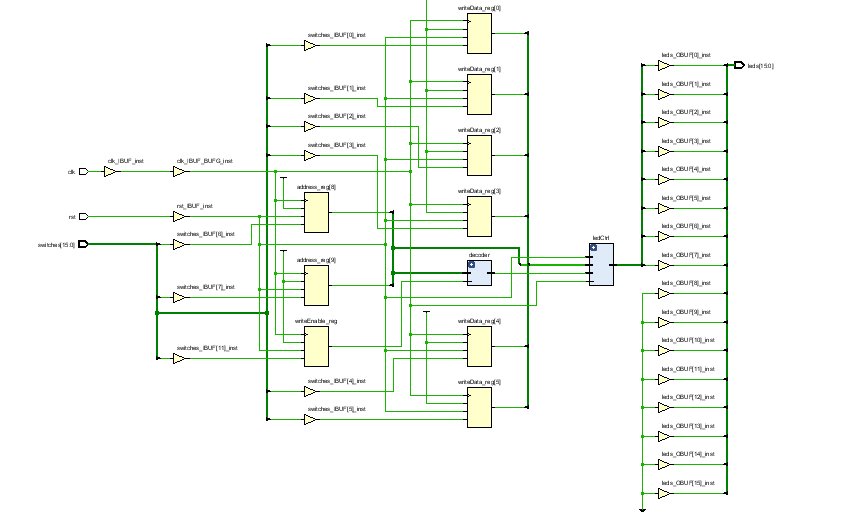 writeData_reg[0]
switches_IBUF[0]_inst
leds_OBUF[0]_inst
leds[15:0]
writeData_reg[1]
switches_IBUF[1]_inst
leds_OBUF[1]_inst
switches_IBUF[2]_inst
leds_OBUF[2]_inst
writeData_reg[2]
switches_IBUF[3]_inst
leds_OBUF[3]_inst
clk_IBUF_inst
clk_IBUF_BUFG_inst
clk
leds_OBUF[4]_inst
address_reg[8]
writeData_reg[3]
rst_IBUF_inst
rst
leds_OBUF[5]_inst
switches_IBUF[6]_inst
switches[15:0]
leds_OBUF[6]_inst
ledCtrl
decoder
address_reg[9]
leds_OBUF[7]_inst
switches_IBUF[7]_inst
leds_OBUF[8]_inst
writeEnable_reg
writeData_reg[4]
leds_OBUF[9]_inst
switches_IBUF[11]_inst
leds_OBUF[10]_inst
switches_IBUF[4]_inst
writeData_reg[5]
leds_OBUF[11]_inst
switches_IBUF[5]_inst
leds_OBUF[12]_inst
leds_OBUF[13]_inst
leds_OBUF[14]_inst
leds_OBUF[15]_inst